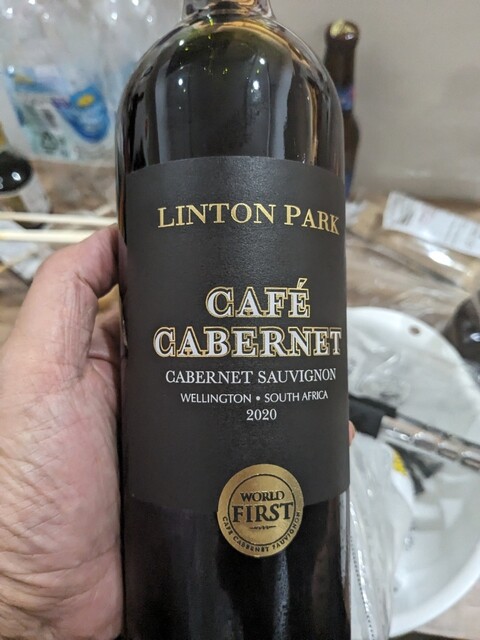 LINTON PARK
CAFÉ
CABERNET
CABERNET SAUVIGNON
WELLINGTON • SOUTH AFRICA
2020
WORLD
FIRST
CAFÉ CABERNET SAUVIGNON